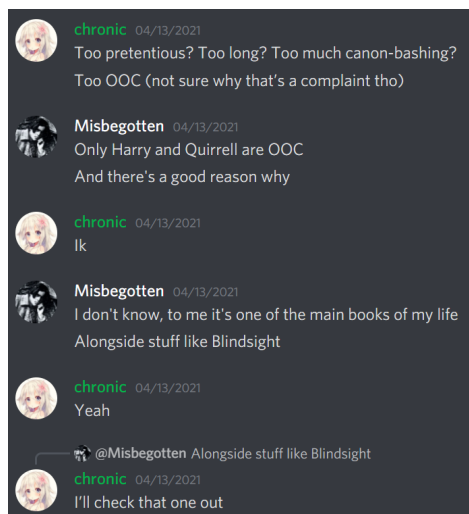 chronic 04/13/2021
Too pretentious? Too long? Too much canon-bashing?
Too OOC (not sure why that’s a complaint tho)
Misbegotten 04/13/2021
Only Harry and Quirrell are OOC
And there's a good reason why
chronic 04/13/2021
Ik
Misbegotten 04/13/2021
I don't know, to me it's one of the main books of my life
Alongside stuff like Blindsight
chronic 04/13/2021
Yeah
@Misbegotten Alongside stuff like Blindsight
chronic 04/13/2021
I’ll check that one out